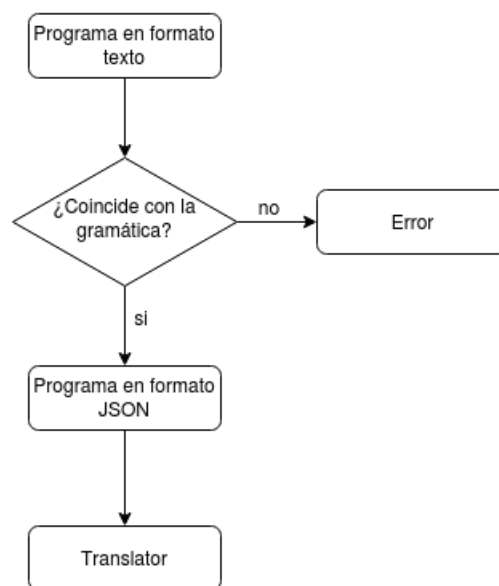 Programa en formato
texto
¿Coincide con la
gramática?
no
Error
si
Programa en formato
JSON
Translator